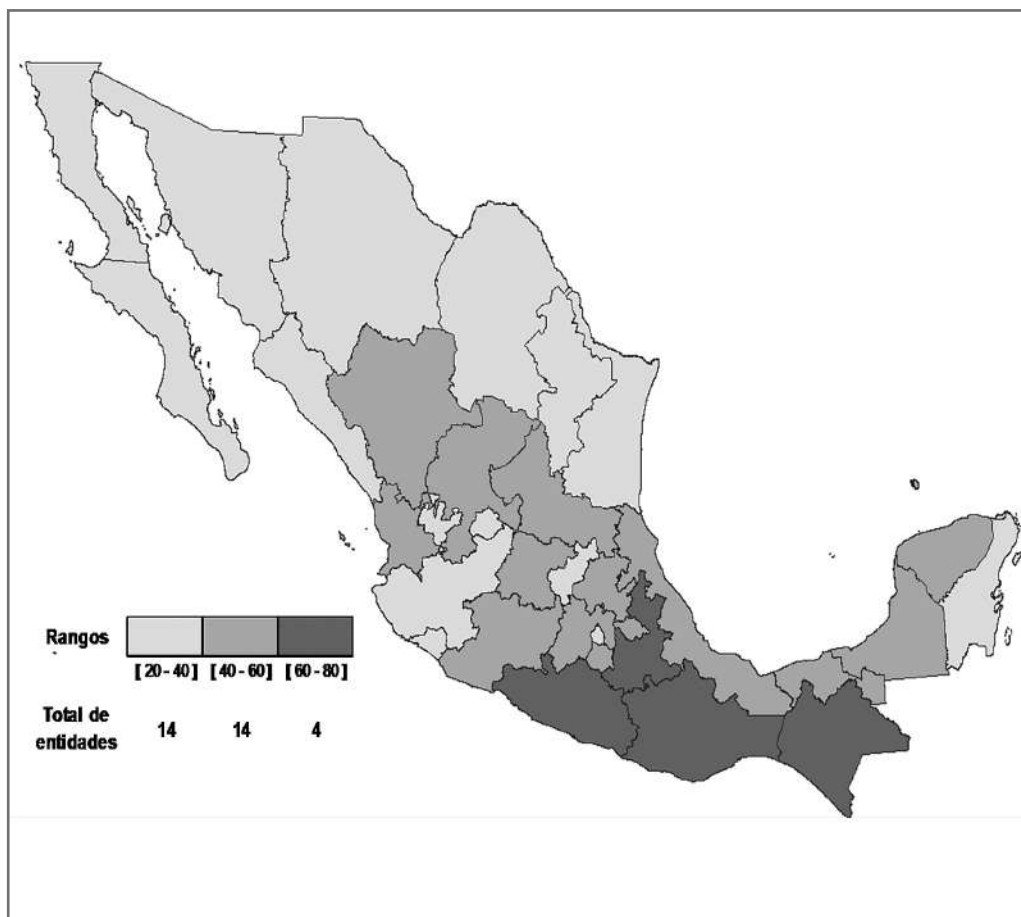 Rangos
[ 20 - 40 ] [ 40 - 60 ] [ 60 - 80 ]
Total de
entidades
14 14 4